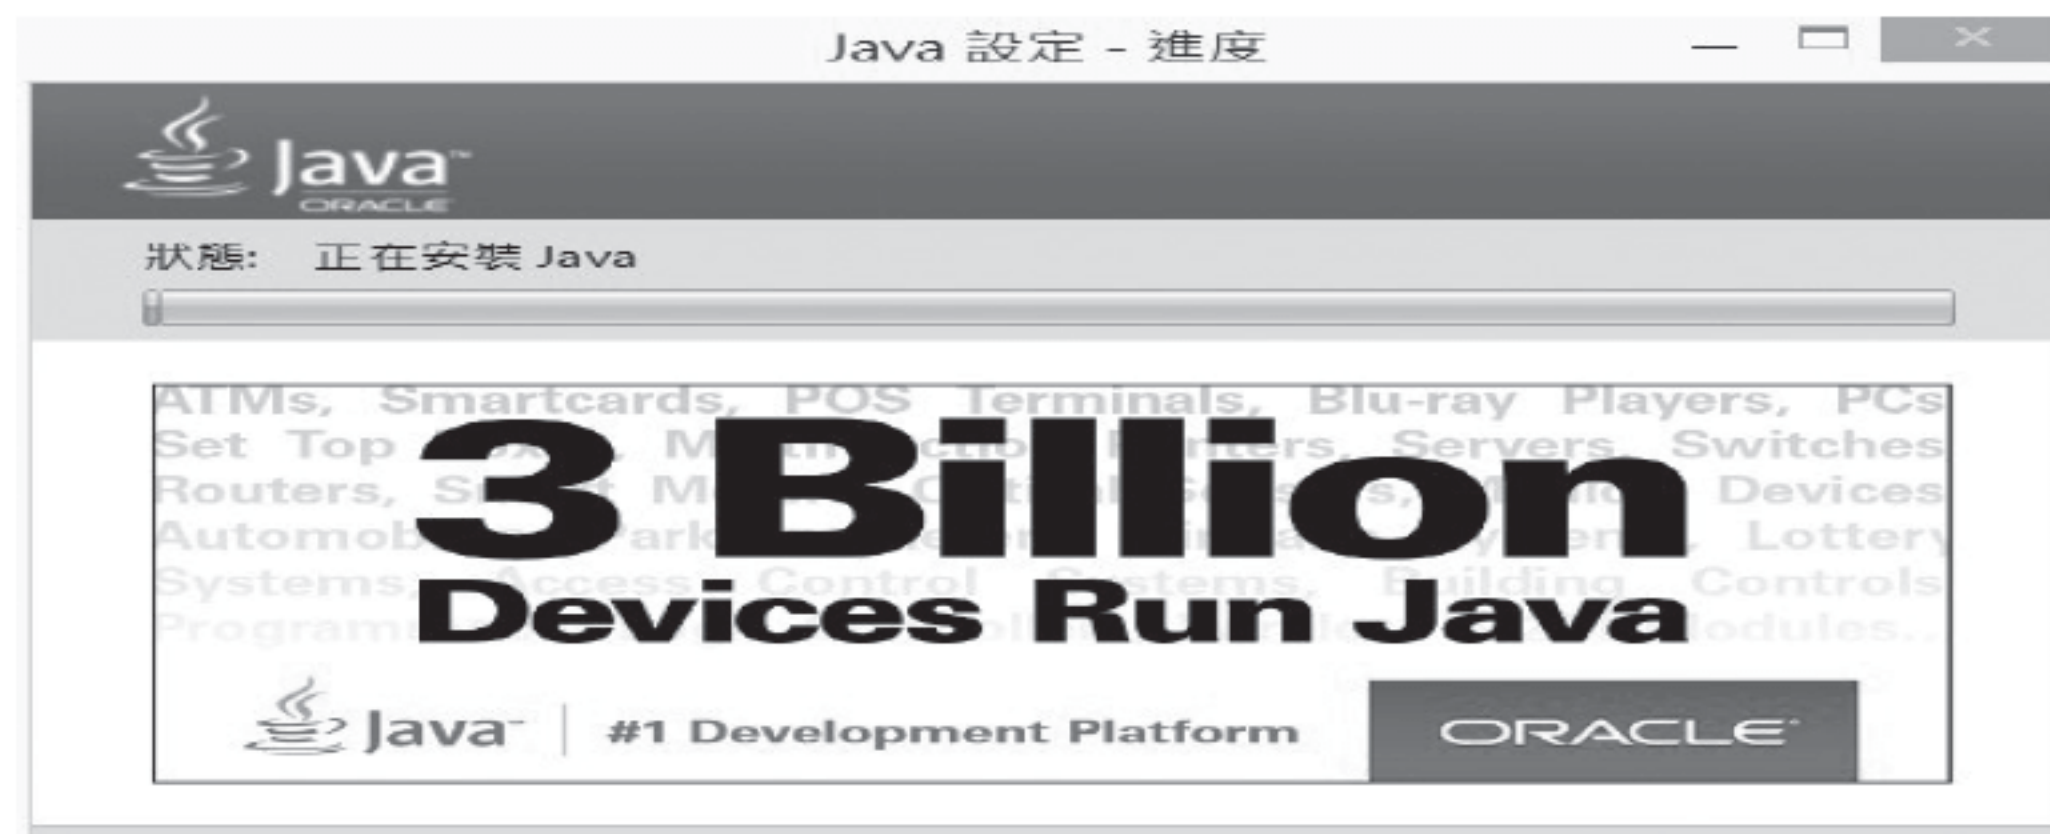 Java 設定 - 進度
Java™
ORACLE
狀態: 正在安裝 Java
ATMs, Smartcards, POS Terminals, Blu-ray Players, PCs
Set Top Servers, Switches
Routers, Devices
Lottery
Systems, Access Control Systems, Building Controls
3 Billion
Devices Run Java
Java | #1 Development Platform
ORACLE